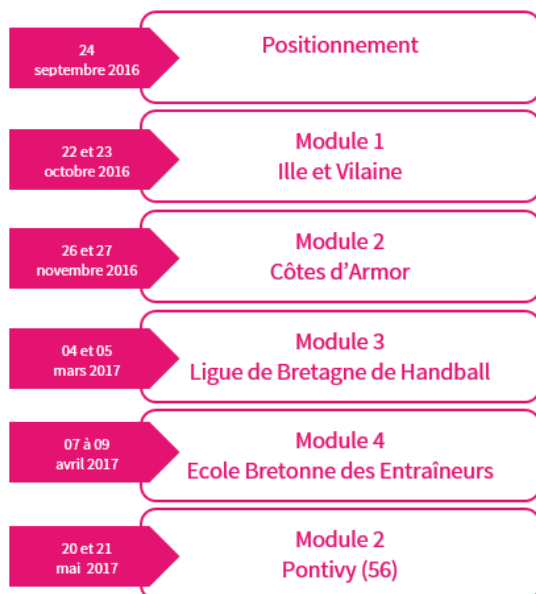 24
septembre 2016
Positionnement
22 et 23
octobre 2016
Module 1
Ille et Vilaine
26 et 27
novembre 2016
Module 2
Côtes d'Armor
04 et 05
mars 2017
Module 3
Ligue de Bretagne de Handball
07 à 09
avril 2017
Module 4
Ecole Bretonne des Entraîneurs
20 et 21
mai 2017
Module 2
Pontivy (56)